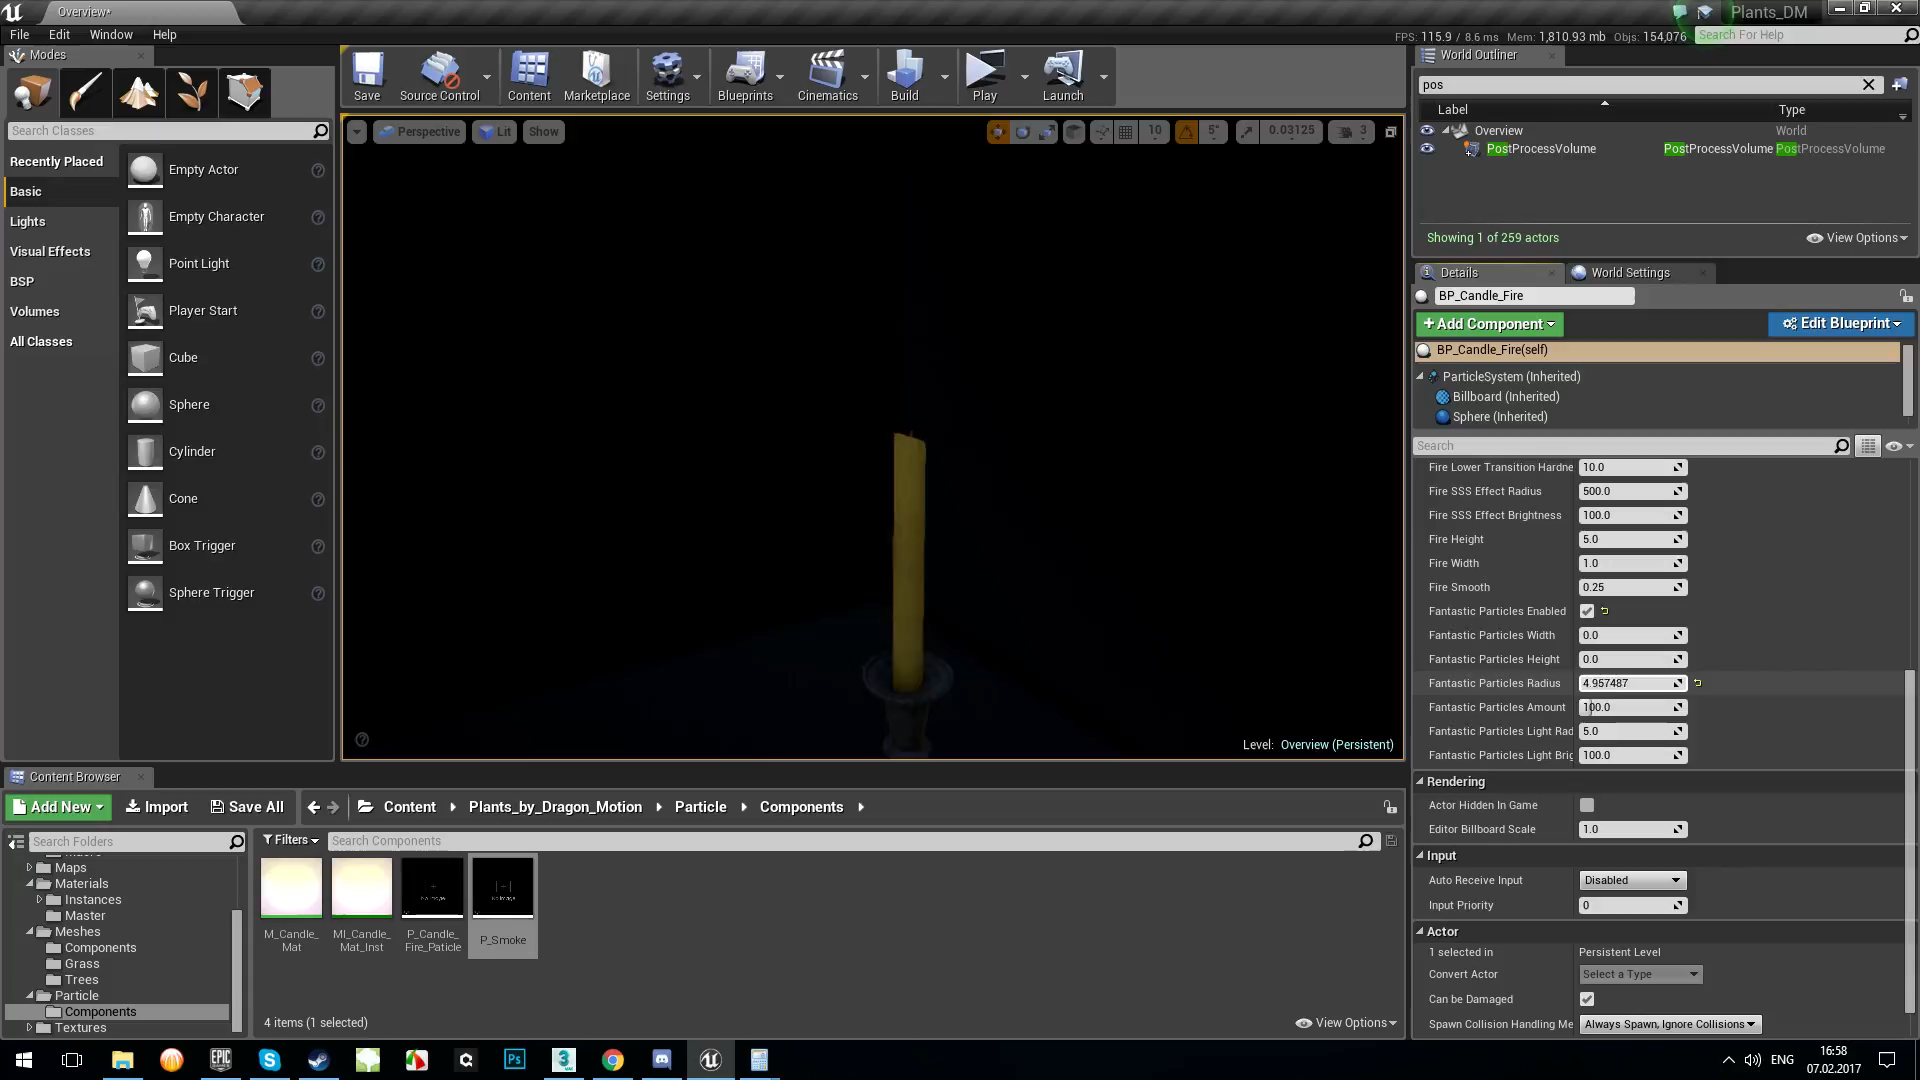 Overview*
Plants_DM
File Edit Window Help
FPS: 115.9 / 8.6 ms Mem: 1,810.93 mb Objs: 154,076
Search For Help
Modes
Search Classes
Recently Placed
Basic
Lights
Visual Effects
BSP
Volumes
All Classes
Empty Actor
Empty Character
Point Light
Player Start
Cube
Sphere
Cylinder
Cone
Box Trigger
Sphere Trigger
Save
Source Control
Content
Marketplace
Settings
Blueprints
Cinematics
Build
Play
Launch
Perspective
Lit
Show
10
5°
0.03125
3
Level: Overview (Persistent)
World Outliner
pos
Label Type
Overview World
PostProcessVolume PostProcessVolume PostProcessVolume
Showing 1 of 259 actors
View Options
Details
World Settings
BP_Candle_Fire
+Add Component
Edit Blueprint
BP_Candle_Fire(self)
ParticleSystem (Inherited)
Billboard (Inherited)
Sphere (Inherited)
Search
Fire Lower Transition Hardne 10.0
Fire SSS Effect Radius 500.0
Fire SSS Effect Brightness 100.0
Fire Height 5.0
Fire Width 1.0
Fire Smooth 0.25
Fantastic Particles Enabled
Fantastic Particles Width 0.0
Fantastic Particles Height 0.0
Fantastic Particles Radius 4.957487
Fantastic Particles Amount 100.0
Fantastic Particles Light Rad 5.0
Fantastic Particles Light Brig 100.0
Rendering
Actor Hidden In Game
Editor Billboard Scale 1.0
Input
Auto Receive Input Disabled
Input Priority 0
Actor
1 selected in Persistent Level
Convert Actor Select a Type
Can be Damaged
Spawn Collision Handling Me Always Spawn, Ignore Collisions
Content Browser
Add New
Import
Save All
Content Plants_by_Dragon_Motion Particle Components
Search Folders
Filters
Search Components
Maps
Materials
Instances
Master
Meshes
Components
Grass
Trees
Particle
Components
Textures
M_Candle_
Mat
MI_Candle_
Mat_Inst
P_Candle_
Fire_Paticle
P_Smoke
4 items (1 selected)
View Options
EPIC
Ps
ENG
16:58
07.02.2017